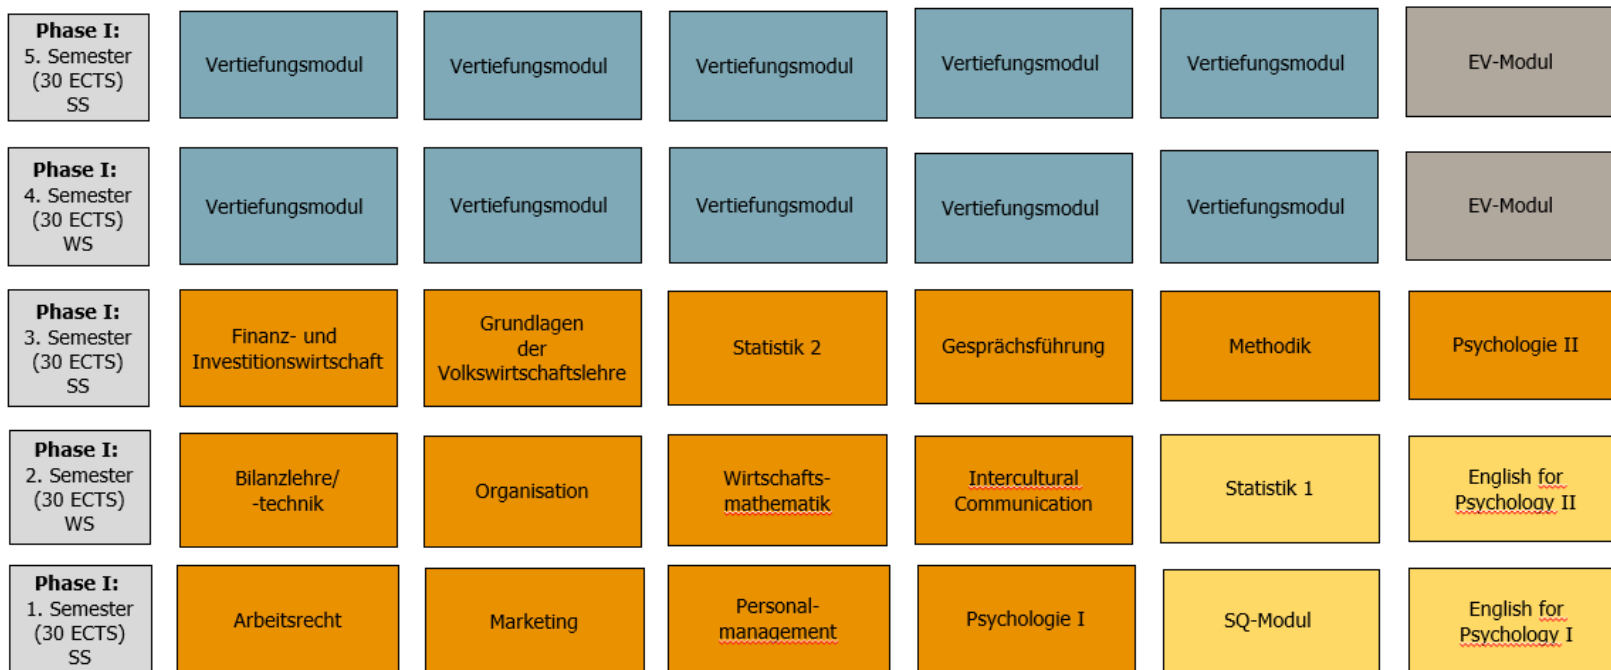 Phase I:
5. Semester
(30 ECTS)
SS
Vertiefungsmodul
Vertiefungsmodul
Vertiefungsmodul
Vertiefungsmodul
Vertiefungsmodul
EV-Modul
Phase I:
4. Semester
(30 ECTS)
WS
Vertiefungsmodul
Vertiefungsmodul
Vertiefungsmodul
Vertiefungsmodul
Vertiefungsmodul
EV-Modul
Phase I:
3. Semester
(30 ECTS)
SS
Finanz- und
Investitionswirtschaft
Grundlagen
der
Volkswirtschaftslehre
Statistik 2
Gesprächsführung
Methodik
Psychologie II
Phase I:
2. Semester
(30 ECTS)
WS
Bilanzlehre/
-technik
Organisation
Wirtschafts-
mathematik
Intercultural
Communication
Statistik 1
English for
Psychology II
Phase I:
1. Semester
(30 ECTS)
SS
Arbeitsrecht
Marketing
Personal-
management
Psychologie I
SQ-Modul
English for
Psychology I